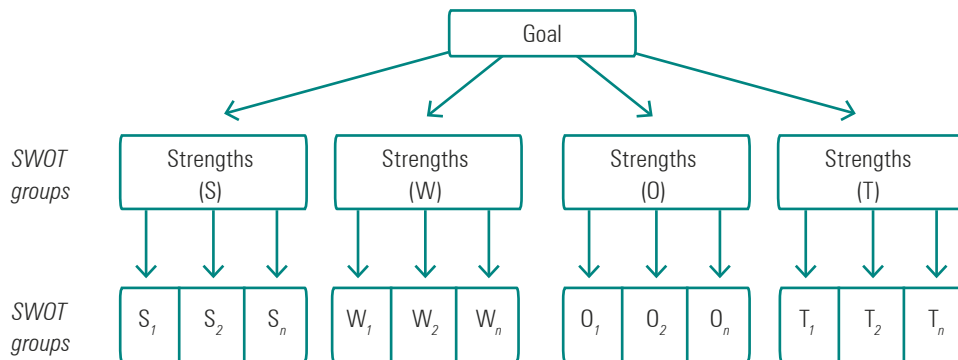 Goal
SWOT groups
Strengths (S)
Strengths (W)
Strengths (O)
Strengths (T)
SWOT groups
S1 S2 Sn
W1 W2 Wn
O1 O2 On
T1 T2 Tn